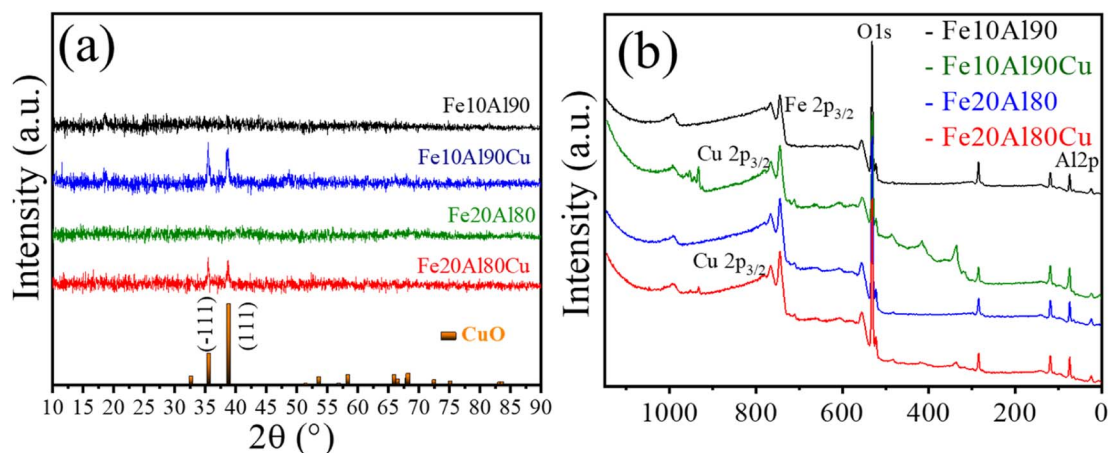 (a)
Intensity (a.u.)
Fe10Al90
Fe10Al90Cu
Fe20Al80
Fe20Al80Cu
(-111)
(111)
CuO
10 15 20 25 30 35 40 45 50 55 60 65 70 75 80 85 90
2θ (°)
(b)
Intensity (a.u.)
O1s
- Fe10Al90
- Fe10Al90Cu
- Fe20Al80
- Fe20Al80Cu
Fe 2p3/2
Cu 2p3/2
Al2p
Cu 2p3/2
1000 800 600 400 200 0